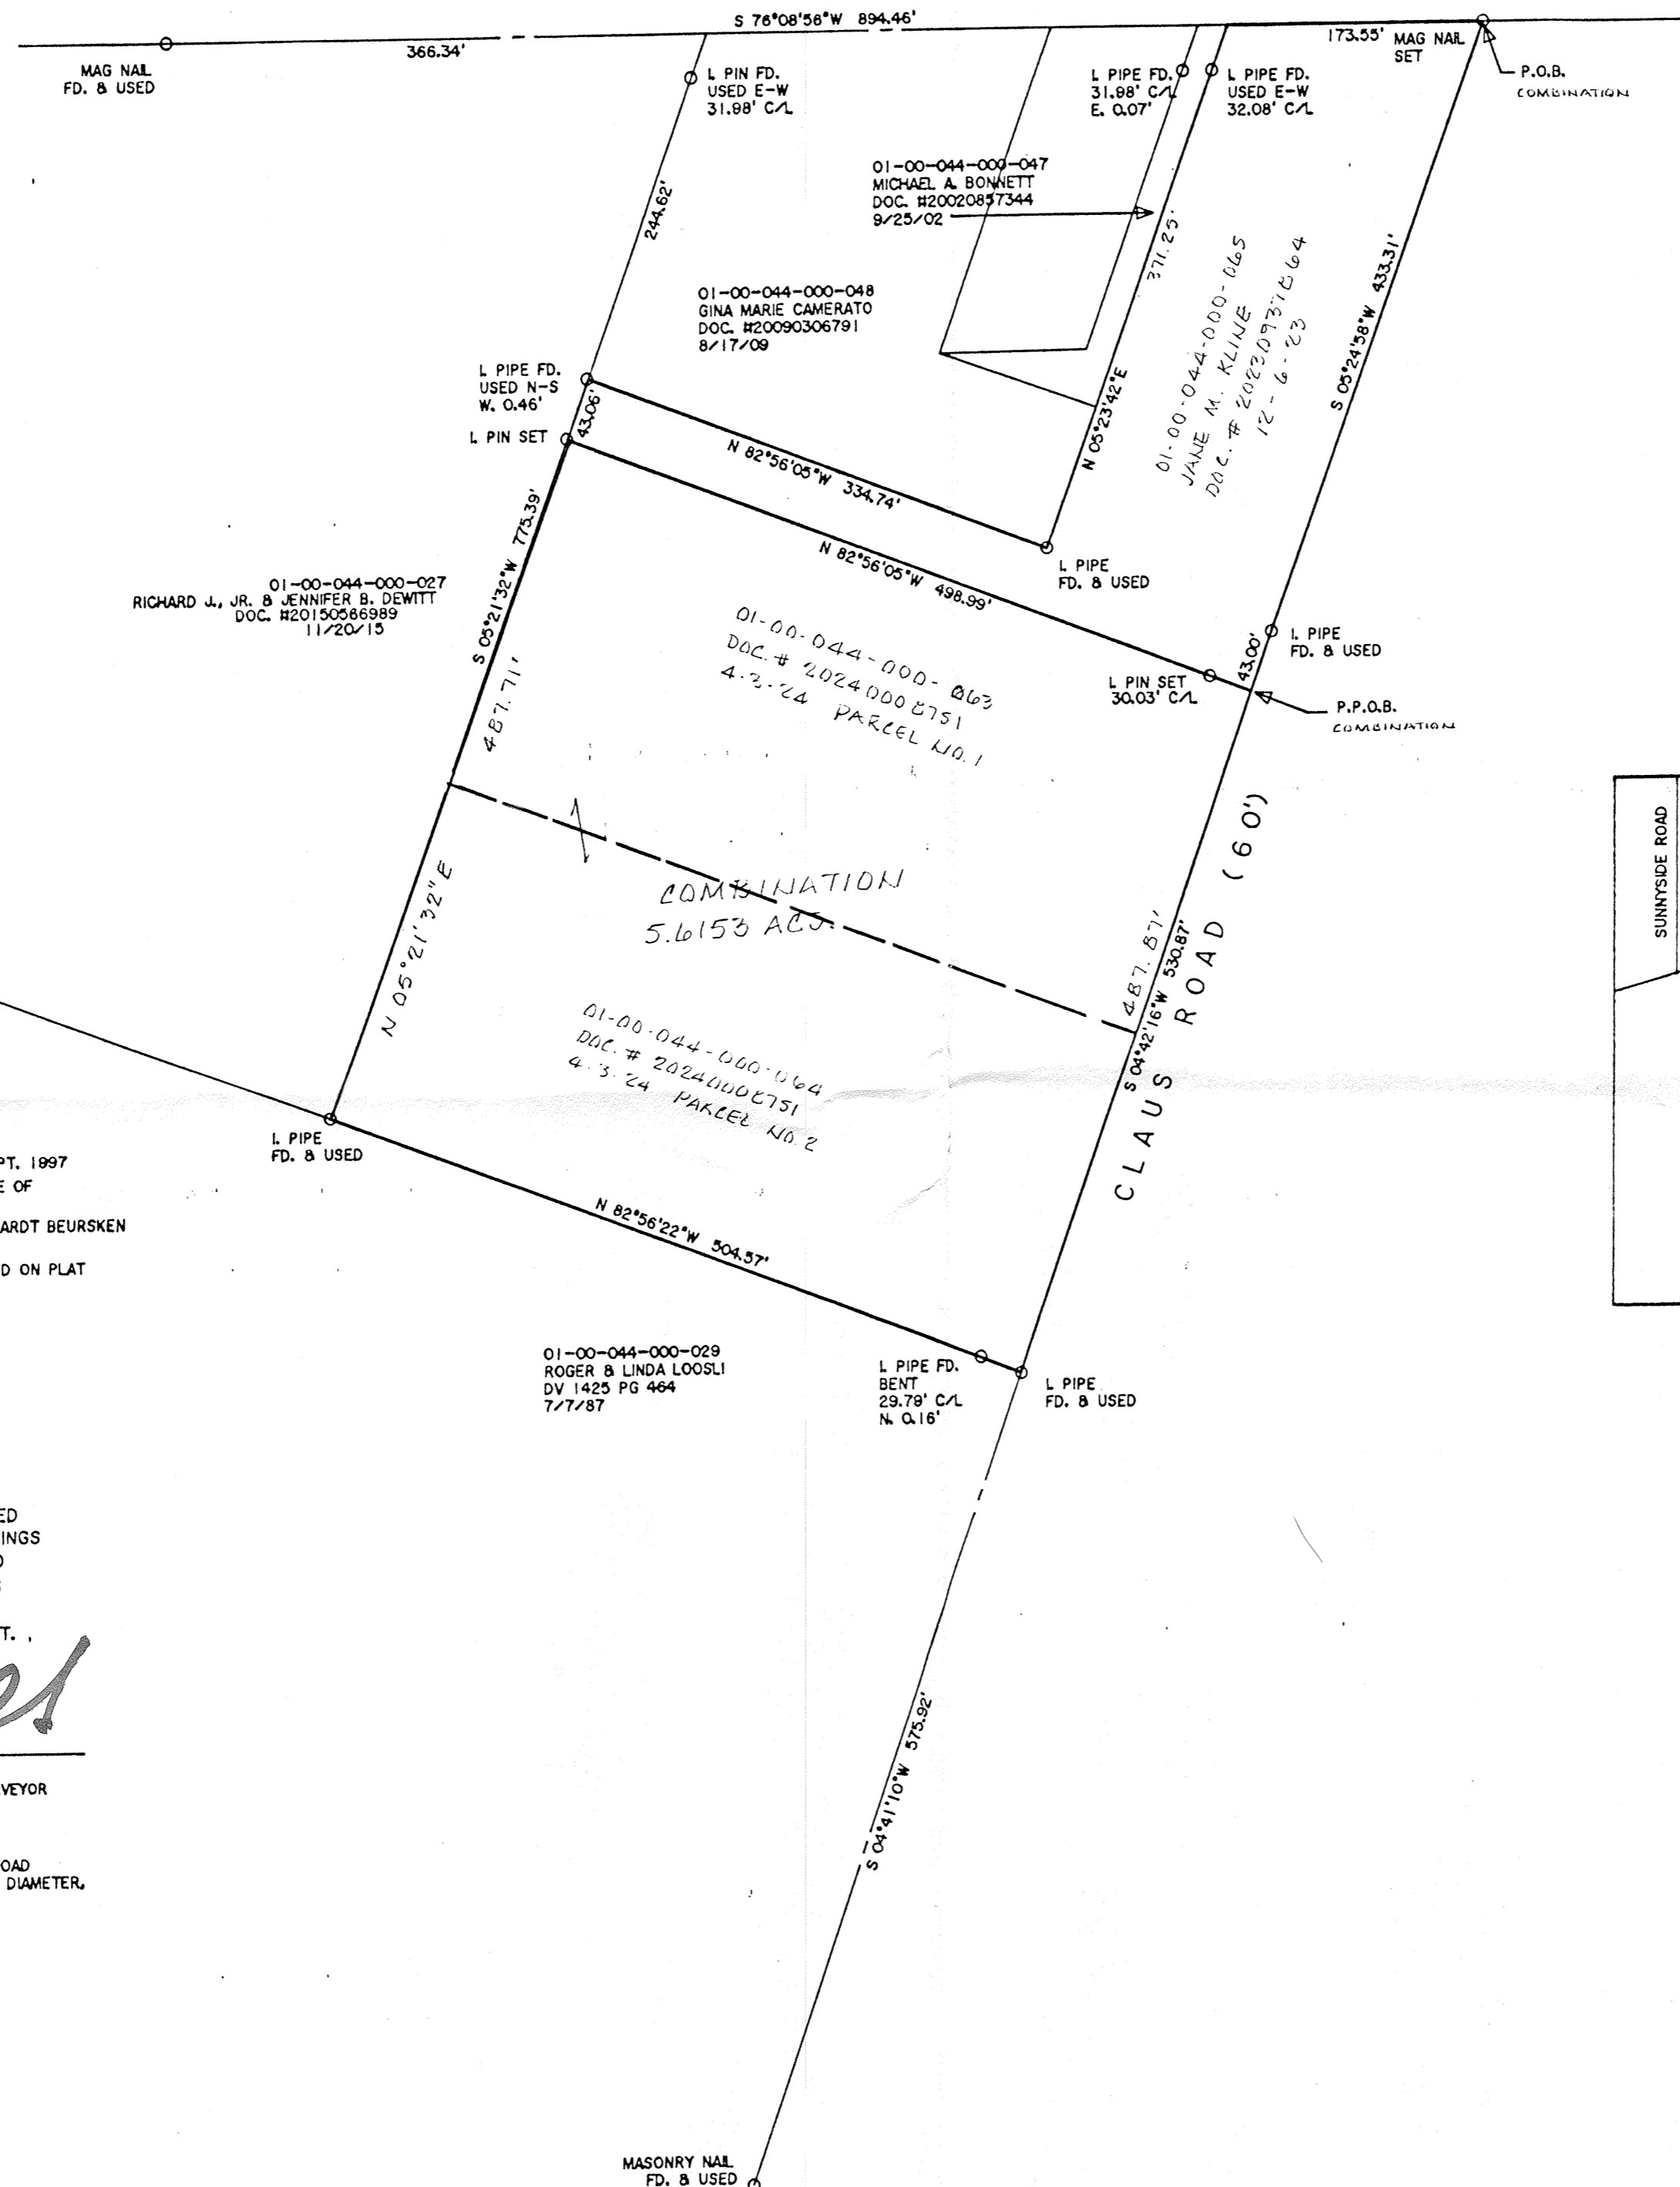 S 76°08'56"W 894.46'
366.34'
173.55'
MAG NAIL
FD. & USED
I. PIN FD.
USED E-W
31.98' C/L
I. PIPE FD.
31.98' C/L
E. 0.07'
I. PIPE FD.
USED E-W
32.08' C/L
MAG NAIL
SET
P.O.B.
COMBINATION
244.62'
01-00-044-000-047
MICHAEL A. BONNETT
DOC. #20020857344
9/25/02
371.25'
N 05°23'42"E
01-00-044-000-065
JANE M. KLINE
DOC. #
12-6-23
S 05°24'58"W 433.31'
01-00-044-000-048
GINA MARIE CAMERATO
DOC. #20090306791
8/17/09
I. PIPE FD.
USED N-S
W. 0.46'
I. PIN SET
43.06'
N 82°56'05"W 334.74'
N 82°56'05"W 498.99'
I. PIPE
FD. & USED
I. PIPE
FD. & USED
43.00'
I. PIN SET
30.03' C/L
P.P.O.B.
COMBINATION
S 05°21'32"W 775.39'
487.71'
01-00-044-000-027
RICHARD J., JR. & JENNIFER B. DEWITT
DOC. #20150566989
11/20/15
01-00-044-000-063
DOC. #
4-3-24 PARCEL NO. 1
SUNNYSIDE ROAD
COMBINATION
5.6153 ACS.
N 05°21'32"E
487.87'
S 04°42'16"W 530.87'
CLAUS ROAD (60')
01-00-044-000-064
DOC. #
4-3-24 PARCEL NO. 2
I. PIPE
FD. & USED
N 82°56'22"W 504.57'
PT. 1997
E OF
ARDT BEURSKEN
D ON PLAT
01-00-044-000-029
ROGER & LINDA LOOSLI
DV 1425 PG 464
7/7/87
I. PIPE FD.
BENT
29.79' C/L
N. 0.16'
I. PIPE
FD. & USED
ED
INGS
T.
VEYOR
OAD
DIAMETER.
S 04°41'10"W 575.92'
MASONRY NAIL
FD. & USED